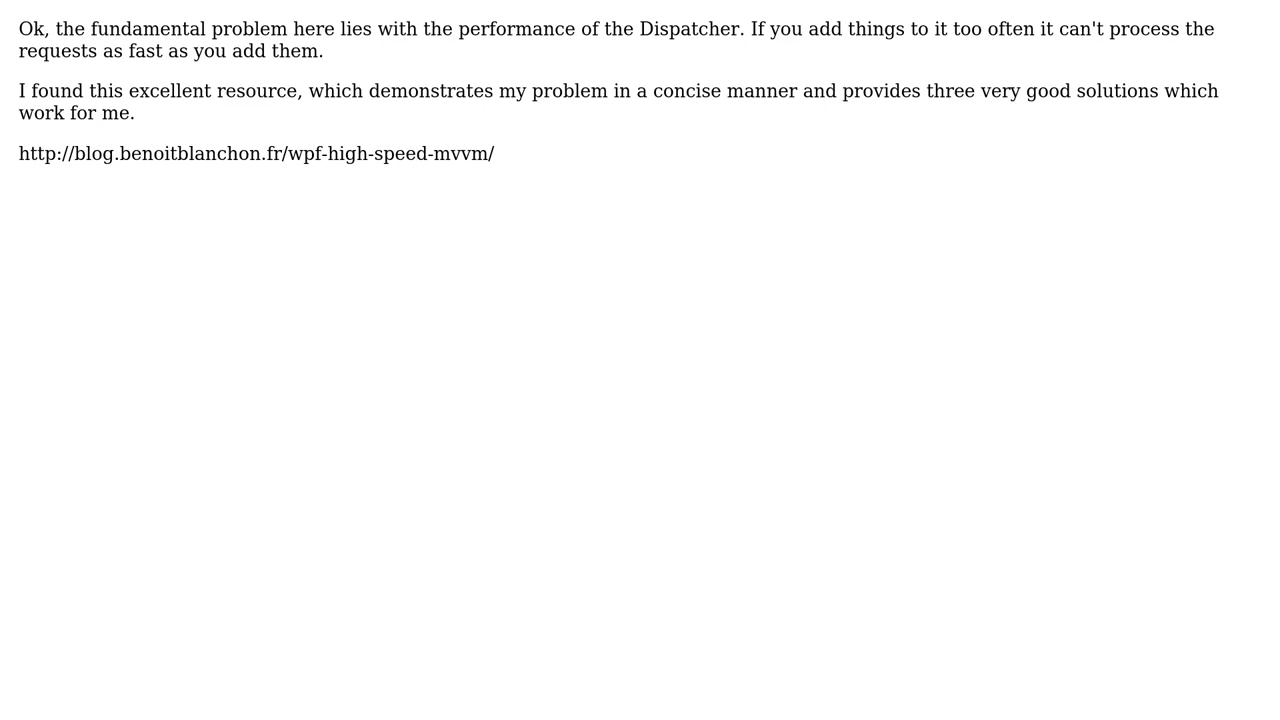 Ok, the fundamental problem here lies with the performance of the Dispatcher. If you add things to it too often it can't process the
requests as fast as you add them.
I found this excellent resource, which demonstrates my problem in a concise manner and provides three very good solutions which
work for me.
http://blog.benoitblanchon.fr/wpf-high-speed-mvvm/